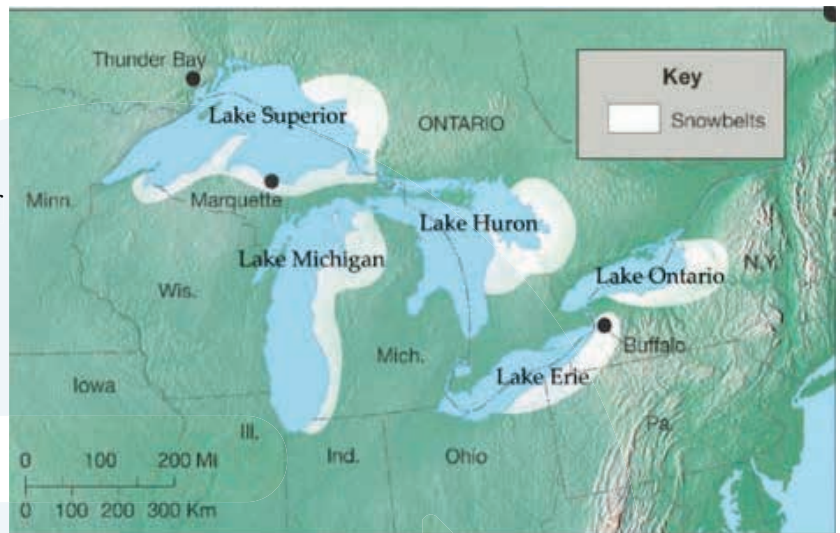 Thunder Bay
Key
Snowbelts
Lake Superior
ONTARIO
Minn.
Marquette
Lake Huron
Lake Michigan
Lake Ontario
N.Y.
Wis.
Buffalo
Mich.
Lake Erie
Iowa
Pa.
Ill.
Ind.
Ohio
0 100 200 Mi
0 100 200 300 Km